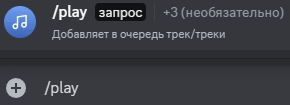 /play запрос +3 (необязательно)
Добавляет в очередь трек/треки
/play